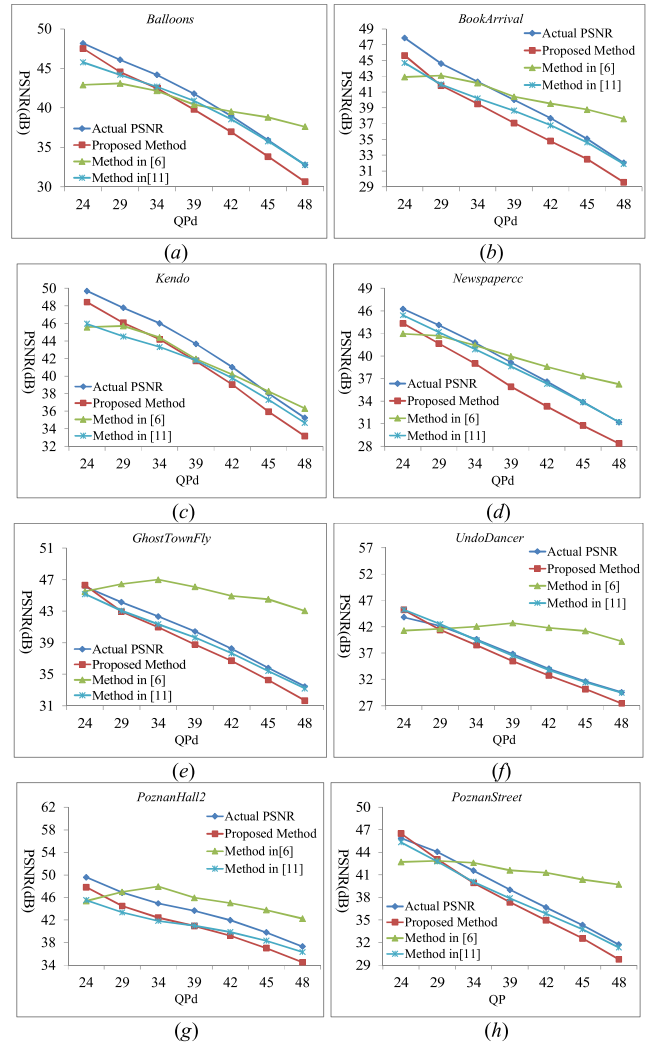 Balloons
50
45
40
35
30
PSNR(dB)
Actual PSNR
Proposed Method
Method in [6]
Method in[11]
24 29 34 39 42 45 48
QPd
(a)
BookArrival
49
47
45
43
41
39
37
35
33
31
29
PSNR(dB)
Actual PSNR
Proposed Method
Method in [6]
Method in [11]
24 29 34 39 42 45 48
QPd
(b)
Kendo
50
48
46
44
42
40
38
36
34
32
PSNR(dB)
Actual PSNR
Proposed Method
Method in [6]
Method in [11]
24 29 34 39 42 45 48
QPd
(c)
Newspapercc
49
46
43
40
37
34
31
28
PSNR(dB)
Actual PSNR
Proposed Method
Method in [6]
Method in [11]
24 29 34 39 42 45 48
QPd
(d)
GhostTownFly
51
47
43
39
35
31
PSNR(dB)
Actual PSNR
Proposed Method
Method in [6]
Method in [11]
24 29 34 39 42 45 48
QPd
(e)
UndoDancer
57
52
47
42
37
32
27
PSNR(dB)
Actual PSNR
Proposed Method
Method in [6]
Method in [11]
24 29 34 39 42 45 48
QPd
(f)
PoznanHall2
62
58
54
50
46
42
38
34
PSNR(dB)
Actual PSNR
Proposed Method
Method in[6]
Method in [11]
24 29 34 39 42 45 48
QPd
(g)
PoznanStreet
50
47
44
41
38
35
32
29
PSNR(dB)
Actual PSNR
Proposed Method
Method in [6]
Method in[11]
24 29 34 39 42 45 48
QP
(h)